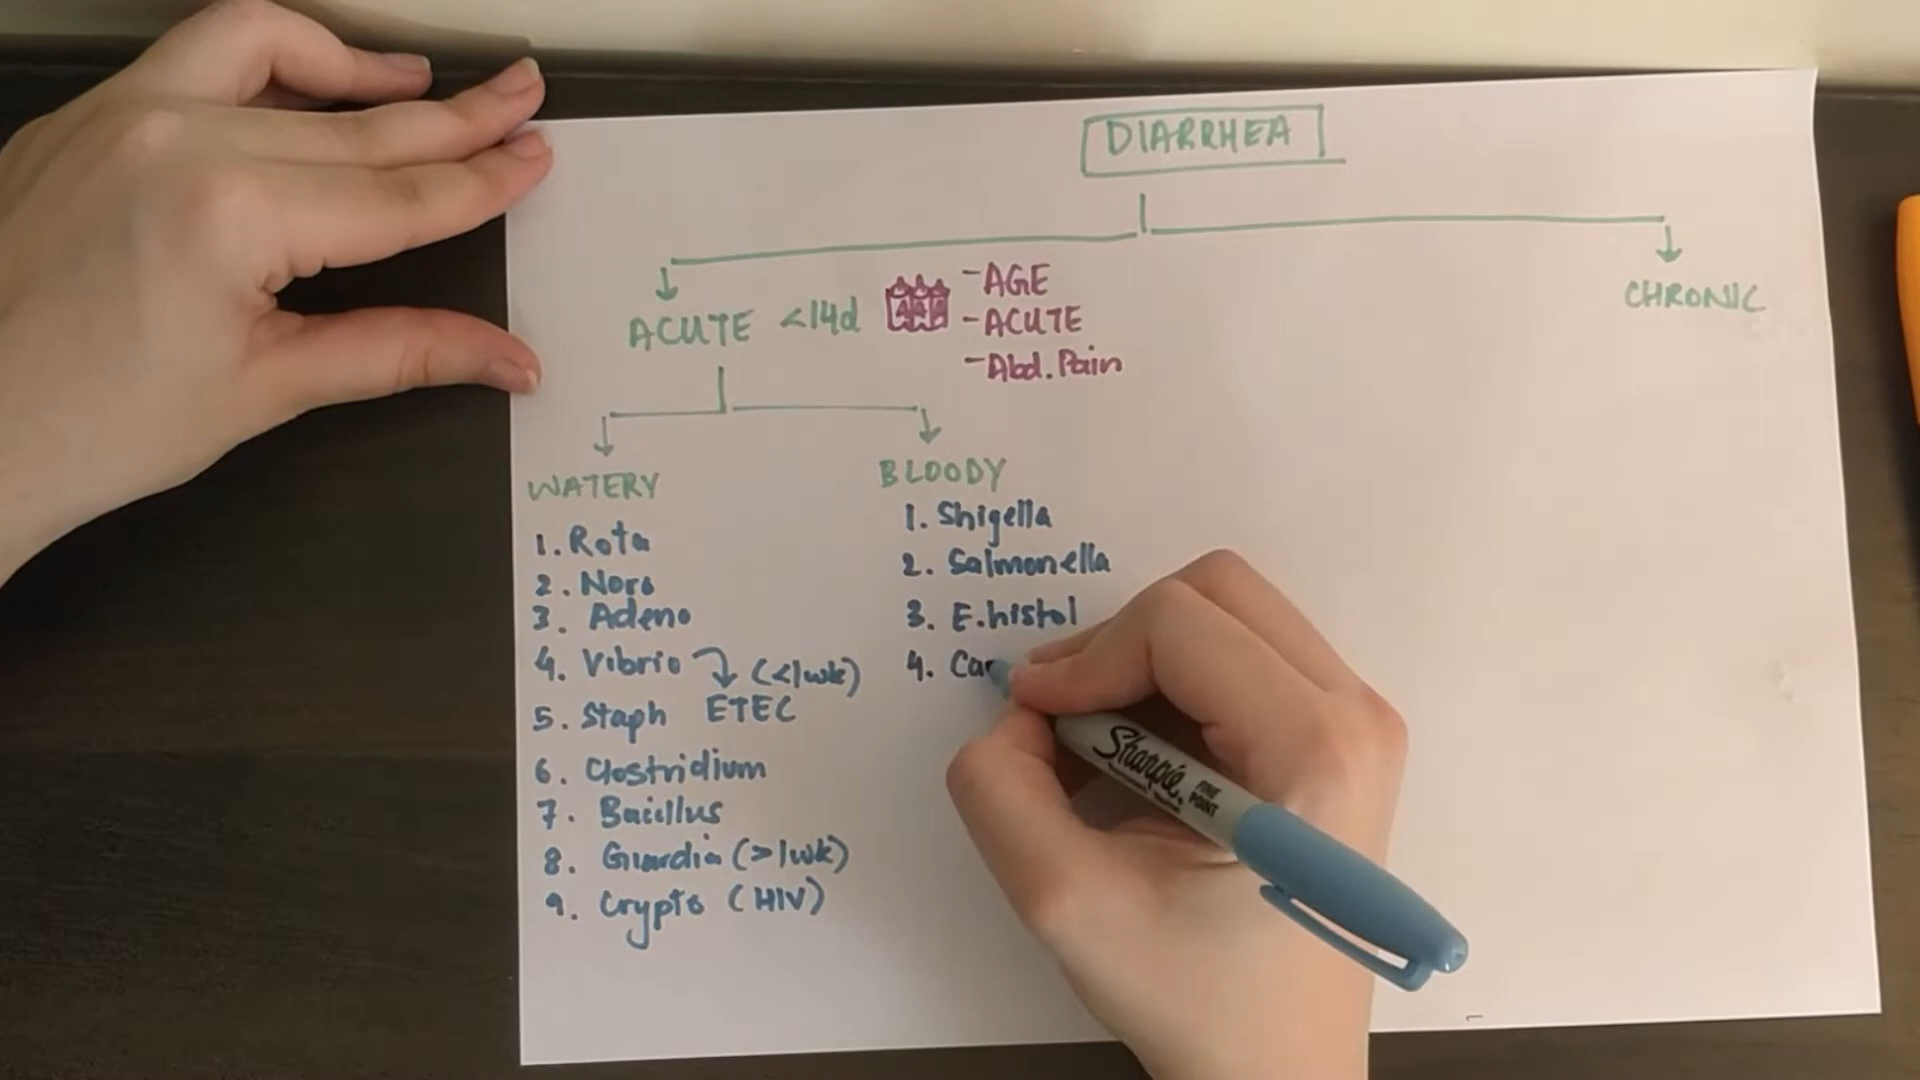 DIARRHEA
ACUTE <14d
AAA
-AGE
-ACUTE
-Abd. Pain
CHRONIC
WATERY
1. Rota
2. Noro
3. Adeno
4. Vibrio (<1wk)
ETEC
5. Staph
6. Clostridium
7. Bacillus
8. Giardia (>1wk)
9. Crypto (HIV)
BLOODY
1. Shigella
2. Salmonella
3. E.histol
4. Ca
Sharpie
FINE
POINT